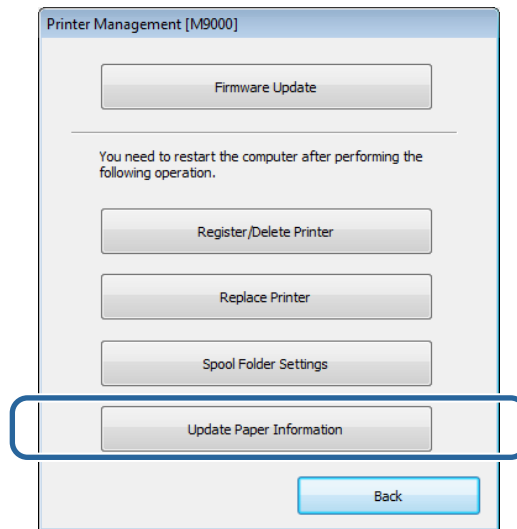 Printer Management [M9000]
Firmware Update
You need to restart the computer after performing the
following operation.
Register/Delete Printer
Replace Printer
Spool Folder Settings
Update Paper Information
Back